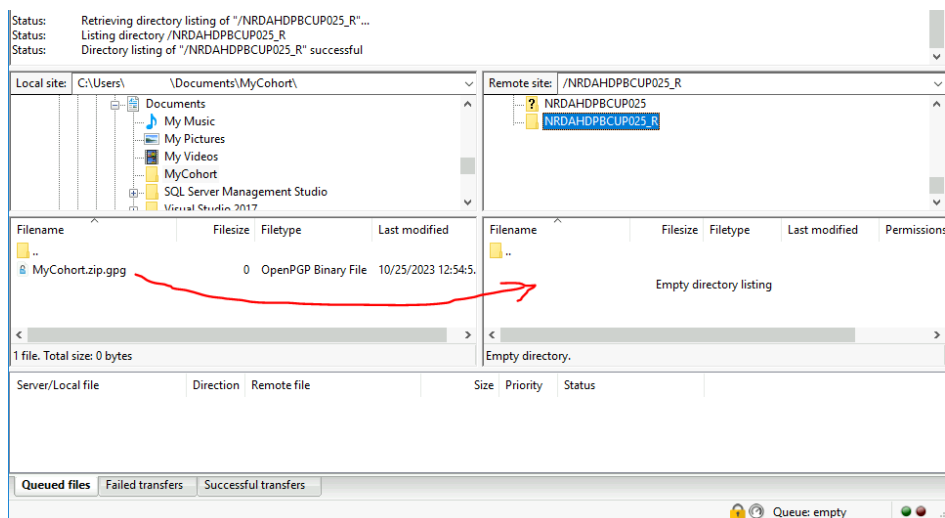 Status: Retrieving directory listing of "/NRDAHDPBCUP025_R"...
Status: Listing directory /NRDAHDPBCUP025_R
Status: Directory listing of "/NRDAHDPBCUP025_R" successful
Local site: C:\Users\ \Documents\MyCohort\
Documents
My Music
My Pictures
My Videos
MyCohort
SQL Server Management Studio
Visual Studio 2017
Remote site: /NRDAHDPBCUP025_R
? NRDAHDPBCUP025
NRDAHDPBCUP025_R
Filename Filesize Filetype Last modified
..
MyCohort.zip.gpg 0 OpenPGP Binary File 10/25/2023 12:54:5.
1 file. Total size: 0 bytes
Filename Filesize Filetype Last modified Permissions
..
Empty directory listing
Empty directory.
Server/Local file Direction Remote file Size Priority Status
Queued files Failed transfers Successful transfers
Queue: empty